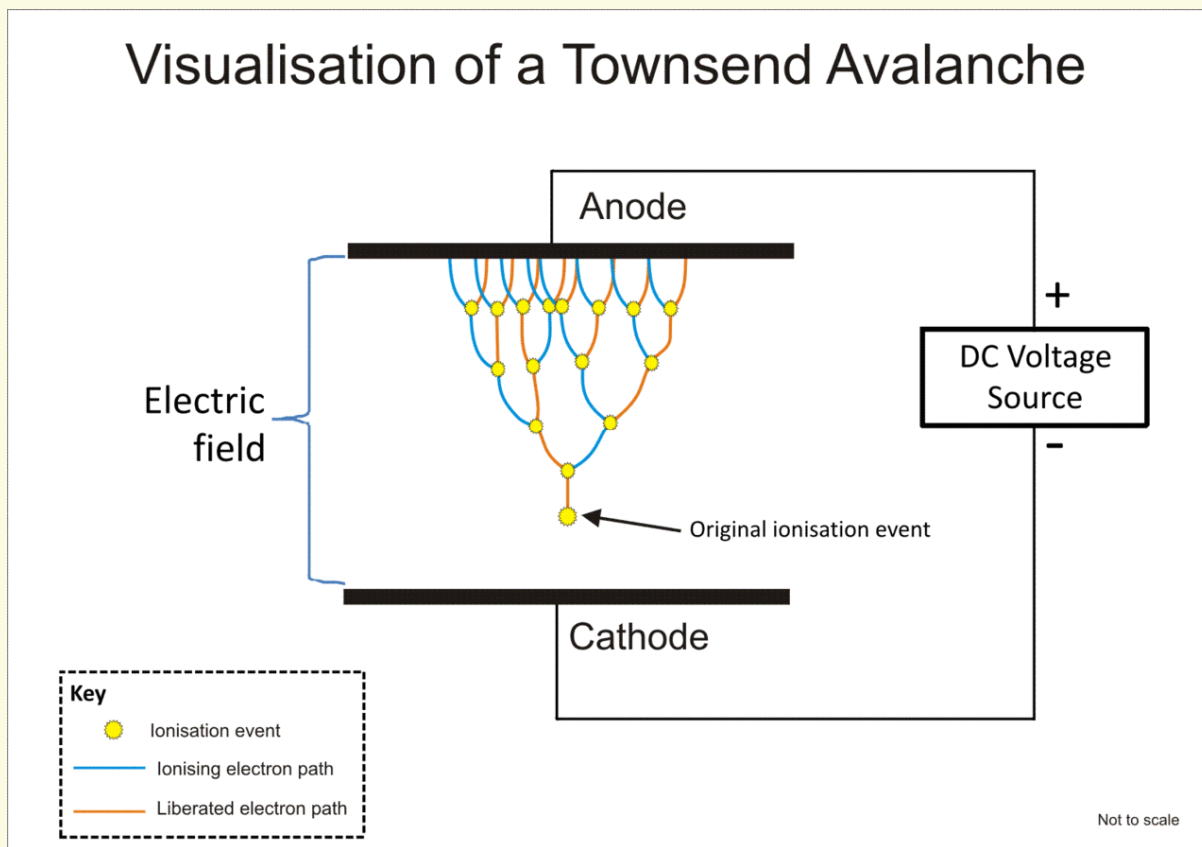 Visualisation of a Townsend Avalanche
Anode
+
DC Voltage
Source
−
Electric
field
Original ionisation event
Cathode
Key
Ionisation event
Ionising electron path
Liberated electron path
Not to scale